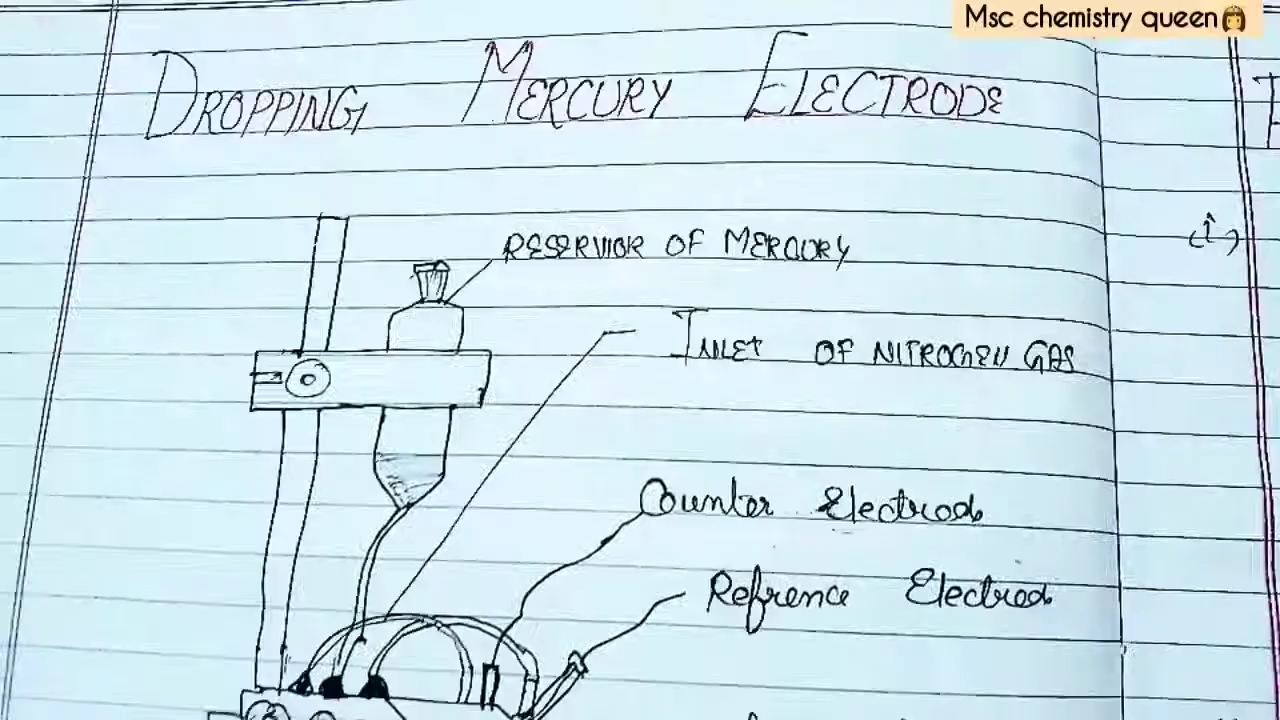 Msc chemistry queen👸
DROPPING MERCURY ELECTRODE
(i)
RESERVIOR OF MERCURY
INLET OF NITROGEN GAS
Counter Electrode
Refrence Electrod